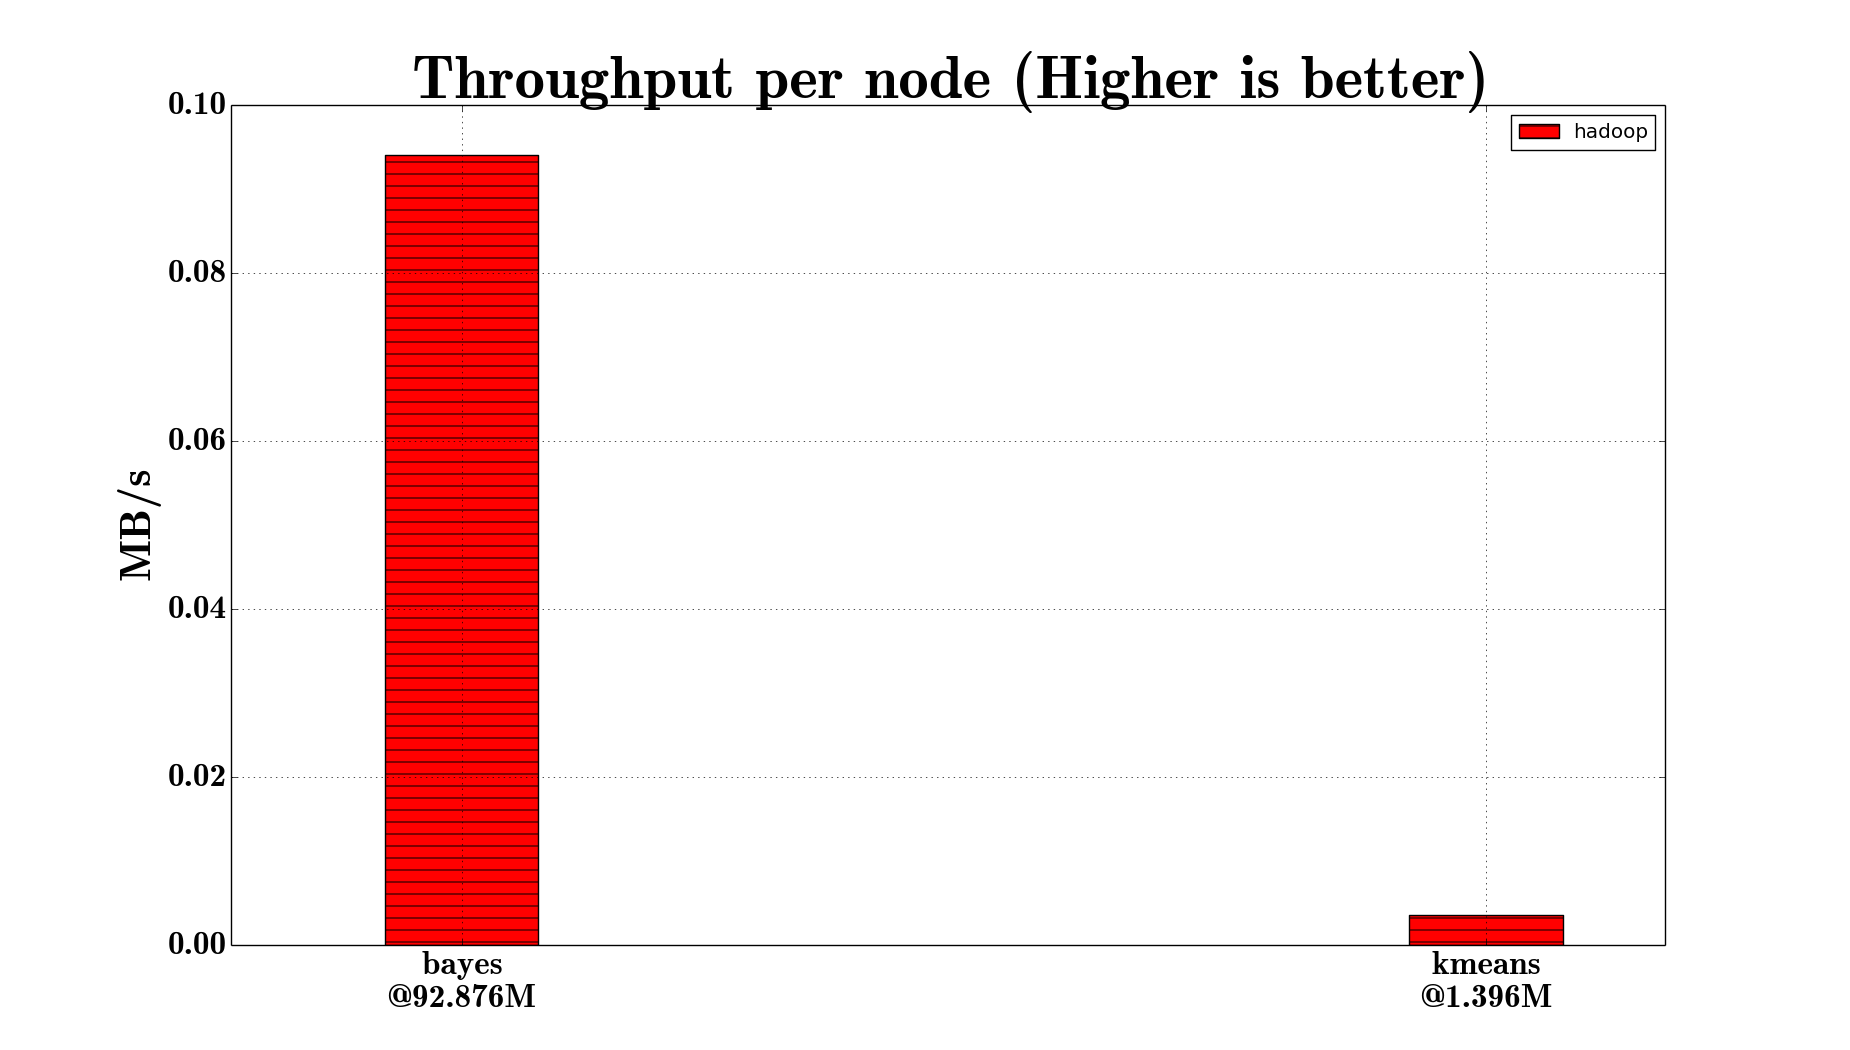 Throughput per node (Higher is better)
hadoop
MB/s
0.10
0.08
0.06
0.04
0.02
0.00
bayes
@92.876M
kmeans
@1.396M